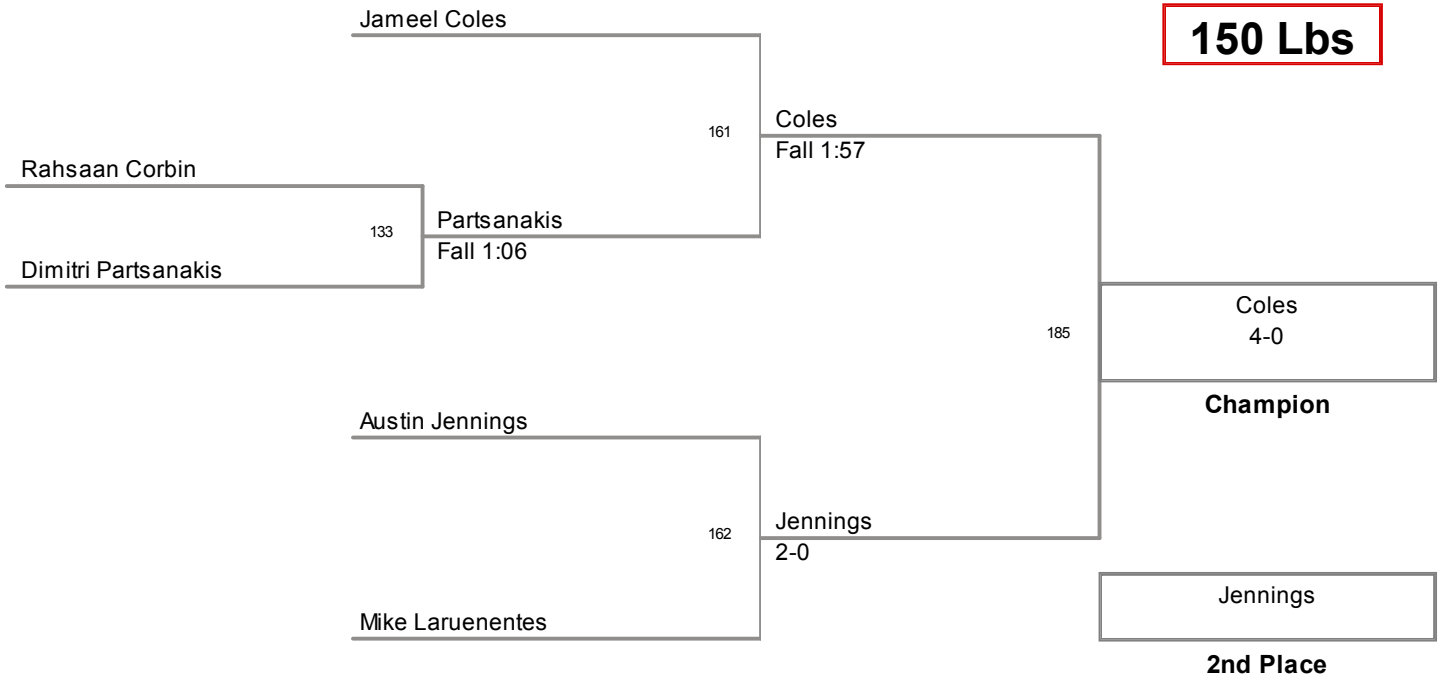 Jameel Coles
150 Lbs
161
Coles
Fall 1:57
Rahsaan Corbin
133
Partsanakis
Fall 1:06
Dimitri Partsanakis
185
Coles
4-0
Champion
Austin Jennings
162
Jennings
2-0
Mike Laruenentes
Jennings
2nd Place